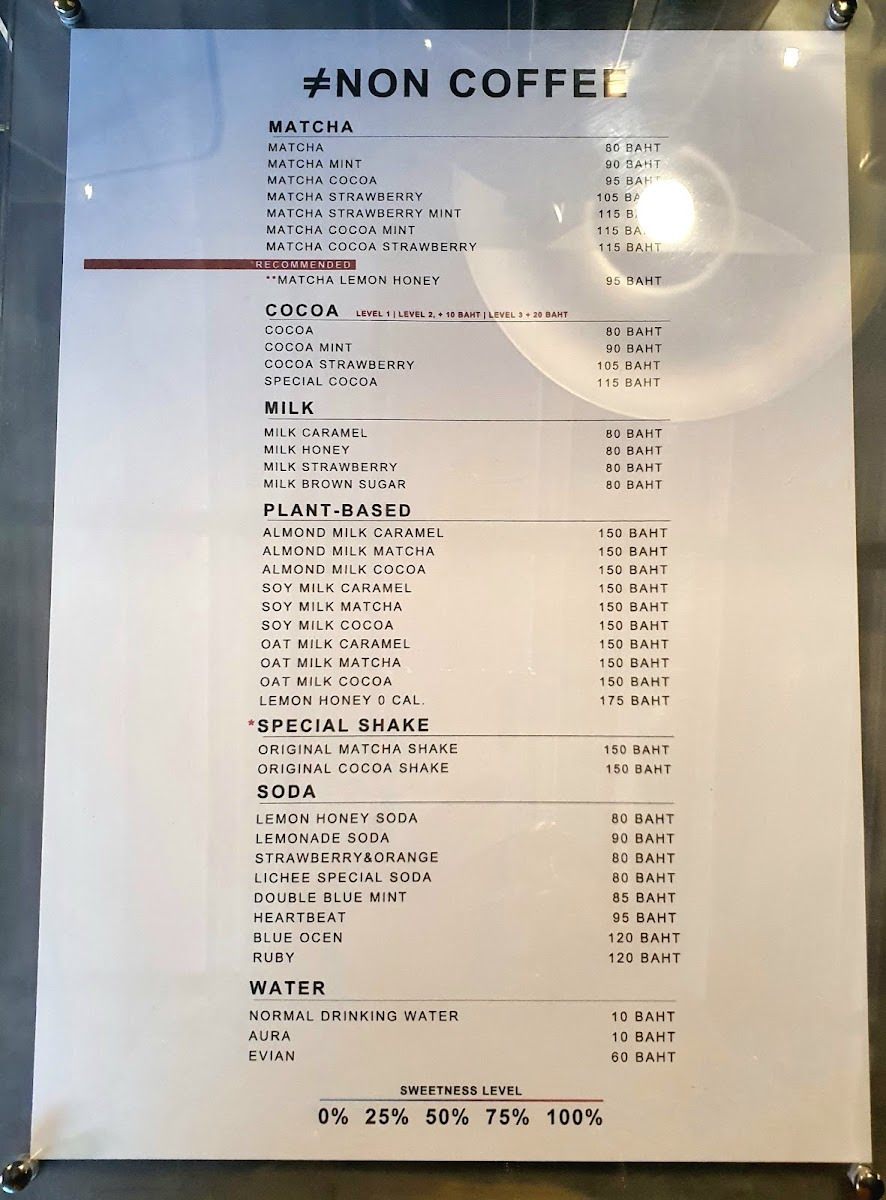 ≠NON COFFEE
MATCHA
MATCHA 80 BAHT
MATCHA MINT 90 BAHT
MATCHA COCOA 95 BAHT
MATCHA STRAWBERRY 105 BAHT
MATCHA STRAWBERRY MINT 115 BAHT
MATCHA COCOA MINT 115 BAHT
MATCHA COCOA STRAWBERRY 115 BAHT
*RECOMMENDED
**MATCHA LEMON HONEY 95 BAHT
COCOA LEVEL 1 | LEVEL 2, + 10 BAHT | LEVEL 3 + 20 BAHT
COCOA 80 BAHT
COCOA MINT 90 BAHT
COCOA STRAWBERRY 105 BAHT
SPECIAL COCOA 115 BAHT
MILK
MILK CARAMEL 80 BAHT
MILK HONEY 80 BAHT
MILK STRAWBERRY 80 BAHT
MILK BROWN SUGAR 80 BAHT
PLANT-BASED
ALMOND MILK CARAMEL 150 BAHT
ALMOND MILK MATCHA 150 BAHT
ALMOND MILK COCOA 150 BAHT
SOY MILK CARAMEL 150 BAHT
SOY MILK MATCHA 150 BAHT
SOY MILK COCOA 150 BAHT
OAT MILK CARAMEL 150 BAHT
OAT MILK MATCHA 150 BAHT
OAT MILK COCOA 150 BAHT
LEMON HONEY 0 CAL. 175 BAHT
*SPECIAL SHAKE
ORIGINAL MATCHA SHAKE 150 BAHT
ORIGINAL COCOA SHAKE 150 BAHT
SODA
LEMON HONEY SODA 80 BAHT
LEMONADE SODA 90 BAHT
STRAWBERRY&ORANGE 80 BAHT
LICHEE SPECIAL SODA 80 BAHT
DOUBLE BLUE MINT 85 BAHT
HEARTBEAT 95 BAHT
BLUE OCEN 120 BAHT
RUBY 120 BAHT
WATER
NORMAL DRINKING WATER 10 BAHT
AURA 10 BAHT
EVIAN 60 BAHT
SWEETNESS LEVEL
0% 25% 50% 75% 100%